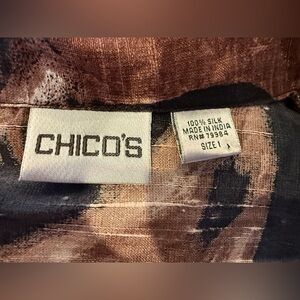 CHICO'S
100% SILK
MADE IN INDIA
RN# 79984
SIZE 1